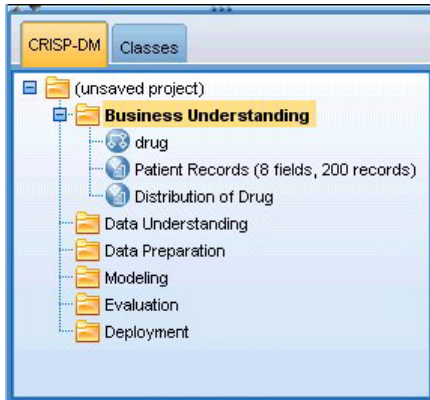 CRISP-DM Classes
(unsaved project)
Business Understanding
drug
Patient Records (8 fields, 200 records)
Distribution of Drug
Data Understanding
Data Preparation
Modeling
Evaluation
Deployment